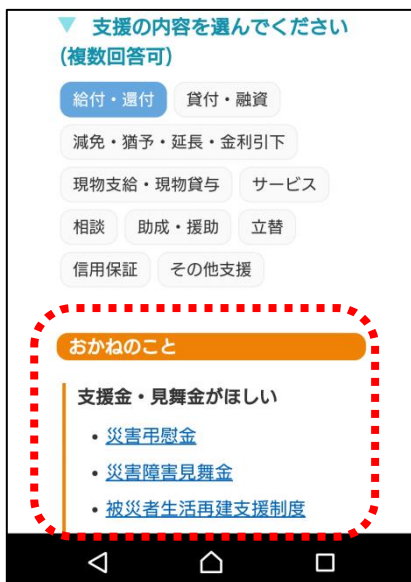 ▼ 支援の内容を選んでください
(複数回答可)
給付・還付 貸付・融資
減免・猶予・延長・金利引下
現物支給・現物貸与 サービス
相談 助成・援助 立替
信用保証 その他支援
おかねのこと
支援金・見舞金がほしい
• 災害弔慰金
• 災害障害見舞金
• 被災者生活再建支援制度